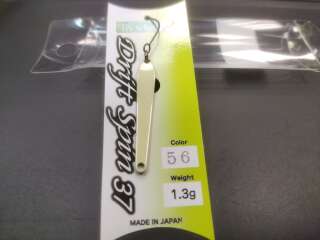 Drift Spin 37
Color
56
Weight
1.3g
MADE IN JAPAN